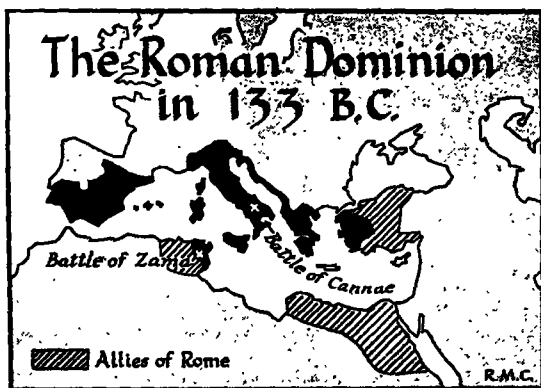 The Roman Dominion
in 133 B.C.
Battle of Zama
Battle of Cannae
Allies of Rome
R.M.C.